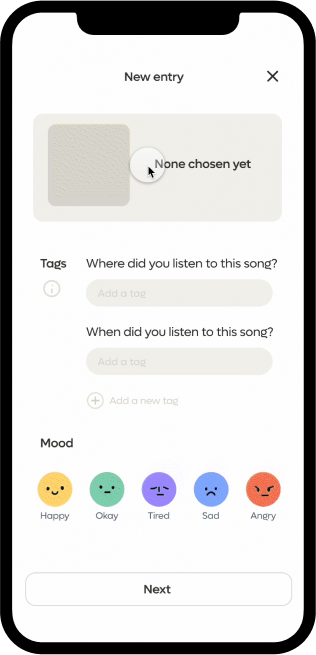 New entry
None chosen yet
Tags
Where did you listen to this song?
Add a tag
When did you listen to this song?
Add a tag
Add a new tag
Mood
Happy
Okay
Tired
Sad
Angry
Next